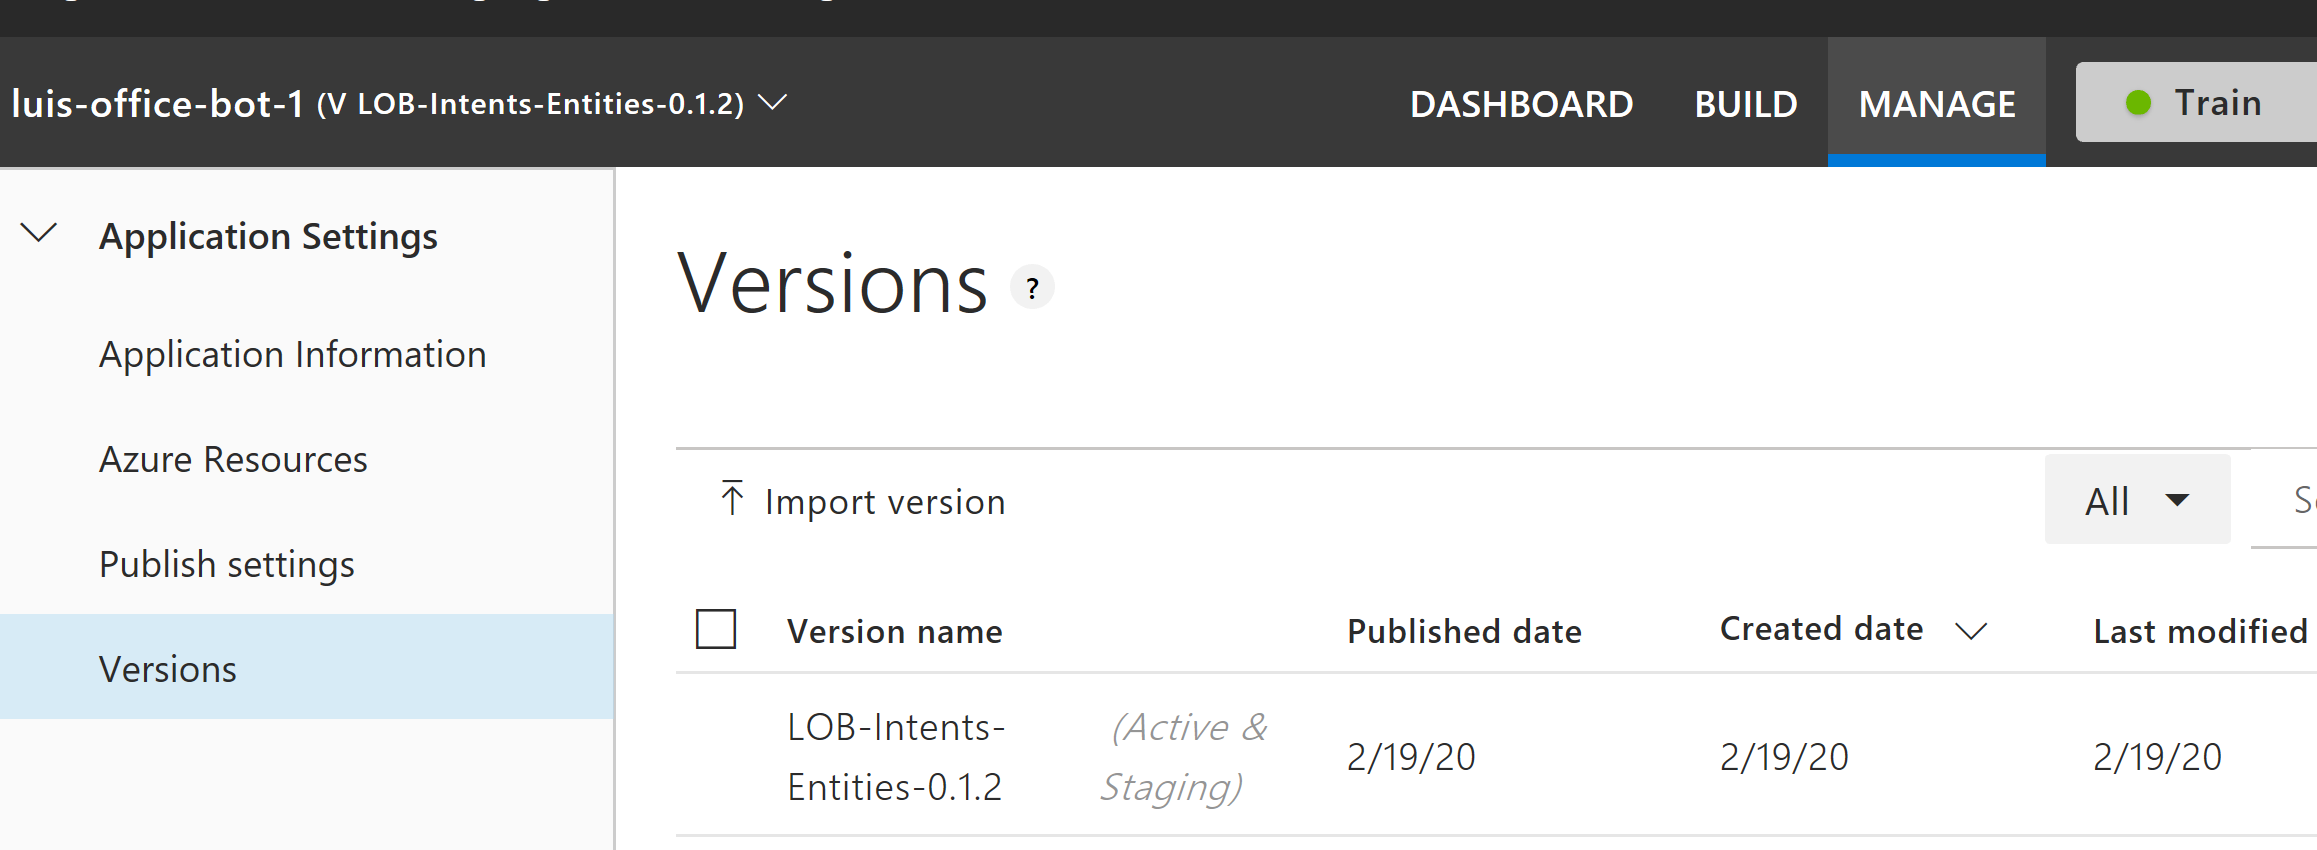 luis-office-bot-1 (V LOB-Intents-Entities-0.1.2)
DASHBOARD BUILD MANAGE Train
Application Settings
Application Information
Azure Resources
Publish settings
Versions
Versions ?
Import version
All
Version name Published date Created date Last modified
LOB-Intents- (Active &
Entities-0.1.2 Staging)
2/19/20 2/19/20 2/19/20